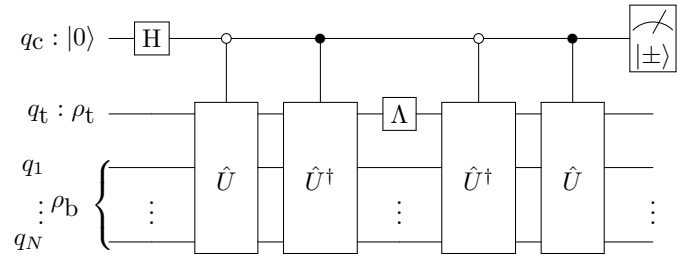 q_c : |0⟩ H |±⟩
q_t : ρ_t Λ
q_1
Û Û† Û† Û
⋮ ρ_b ⋮ ⋮ ⋮
q_N